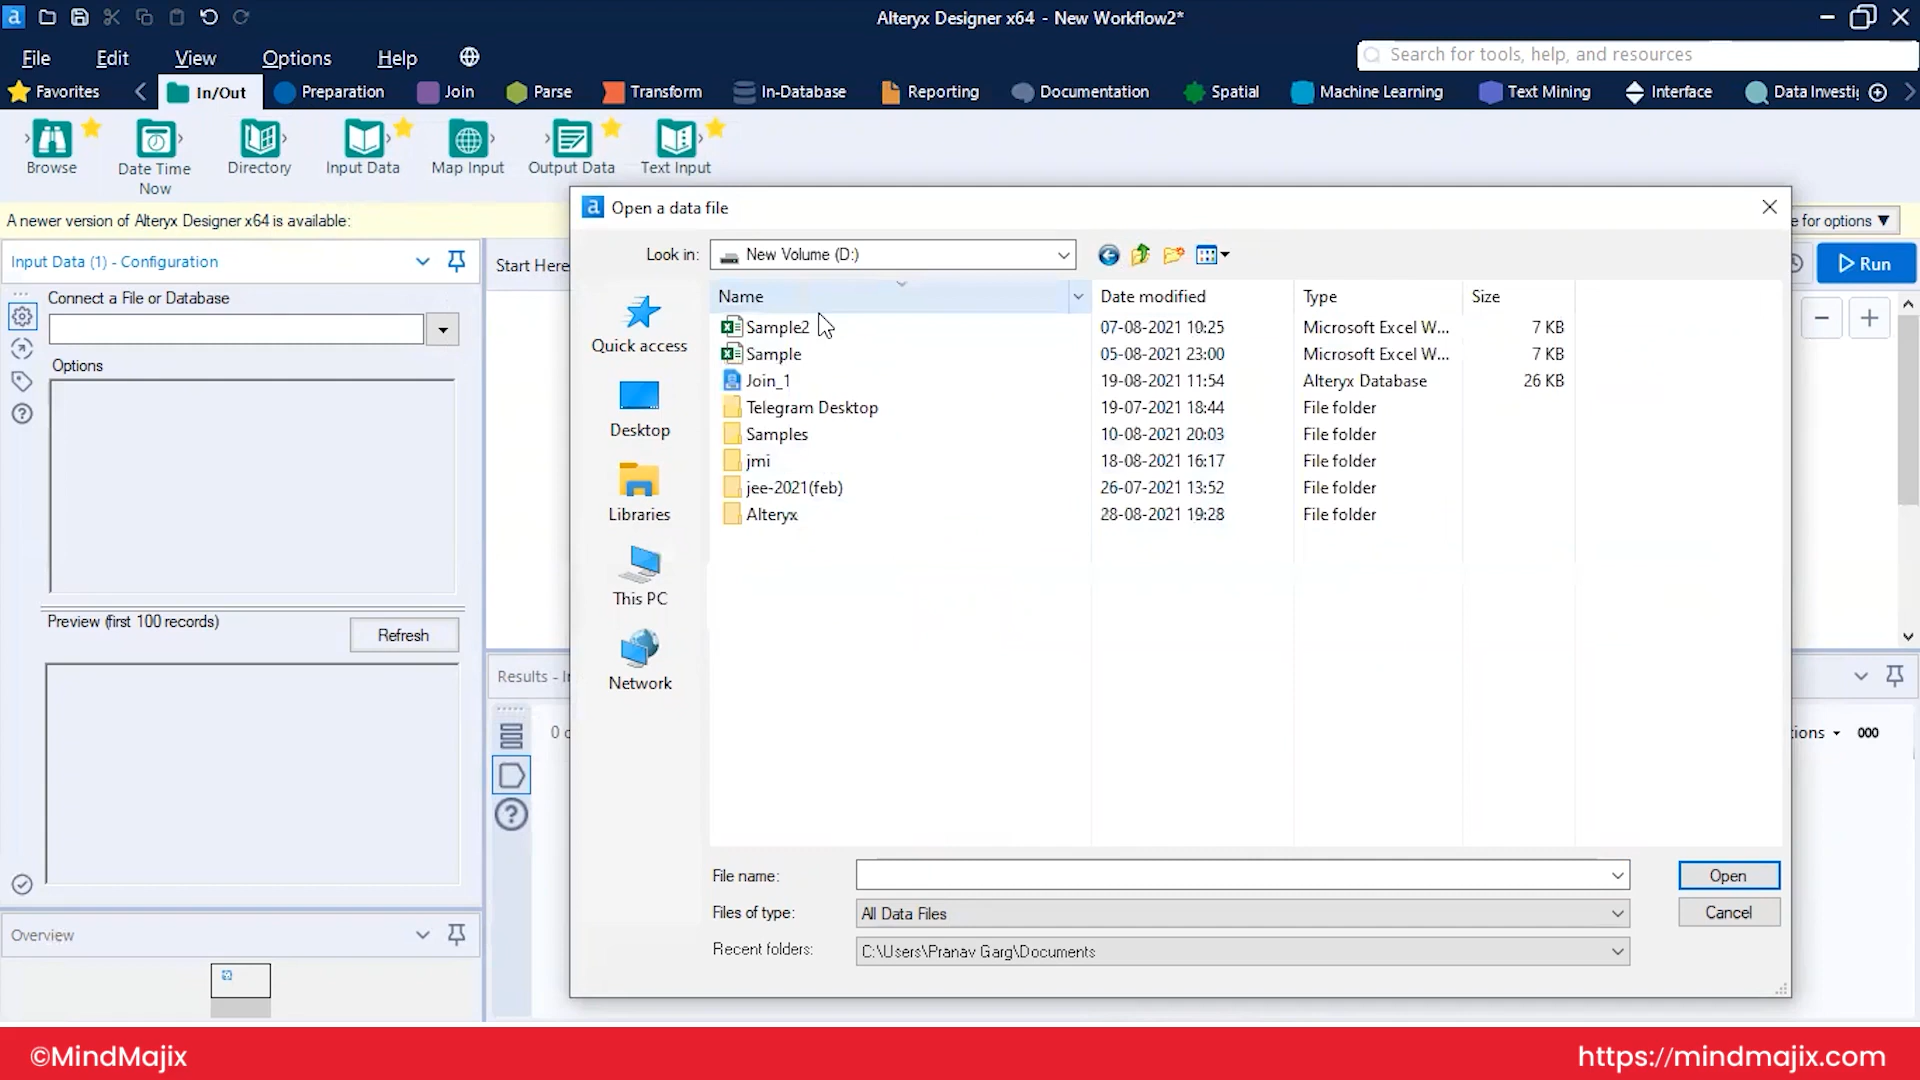 Alteryx Designer x64 - New Workflow2*
File Edit View Options Help
Search for tools, help, and resources
Favorites In/Out Preparation Join Parse Transform In-Database Reporting Documentation Spatial Machine Learning Text Mining Interface Data Investig
Browse Date Time Now Directory Input Data Map Input Output Data Text Input
A newer version of Alteryx Designer x64 is available:
e for options ▼
Open a data file
Input Data (1) - Configuration
Start Here
Run
Look in: New Volume (D:)
Connect a File or Database
Options
Preview (first 100 records)
Refresh
Overview
Name Date modified Type Size
Sample2 07-08-2021 10:25 Microsoft Excel W... 7 KB
Sample 05-08-2021 23:00 Microsoft Excel W... 7 KB
Join_1 19-08-2021 11:54 Alteryx Database 26 KB
Telegram Desktop 19-07-2021 18:44 File folder
Samples 10-08-2021 20:03 File folder
jmi 18-08-2021 16:17 File folder
jee-2021(feb) 26-07-2021 13:52 File folder
Alteryx 28-08-2021 19:28 File folder
Quick access
Desktop
Libraries
This PC
Network
Results - I
0 o
tions
000
File name:
Open
Files of type: All Data Files
Cancel
Recent folders: C:\Users\Pranav Garg\Documents
©MindMajix
https://mindmajix.com